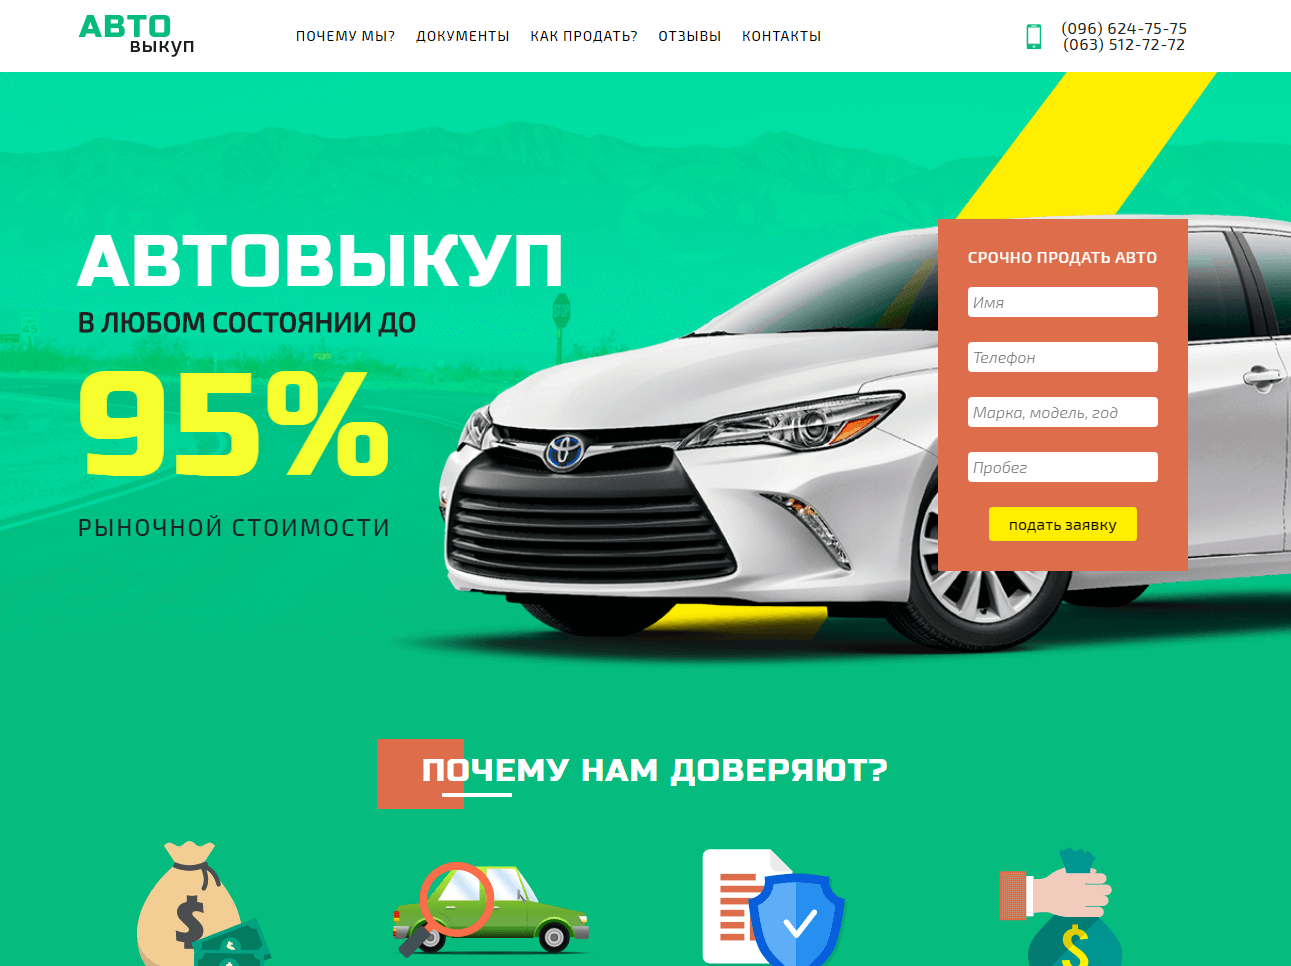 АВТО
выкуп
ПОЧЕМУ МЫ?
ДОКУМЕНТЫ
КАК ПРОДАТЬ?
ОТЗЫВЫ
КОНТАКТЫ
(096) 624-75-75
(063) 512-72-72
АВТОВЫКУП
В ЛЮБОМ СОСТОЯНИИ ДО
95%
РЫНОЧНОЙ СТОИМОСТИ
СРОЧНО ПРОДАТЬ АВТО
Имя
Телефон
Марка, модель, год
Пробег
подать заявку
ПОЧЕМУ НАМ ДОВЕРЯЮТ?